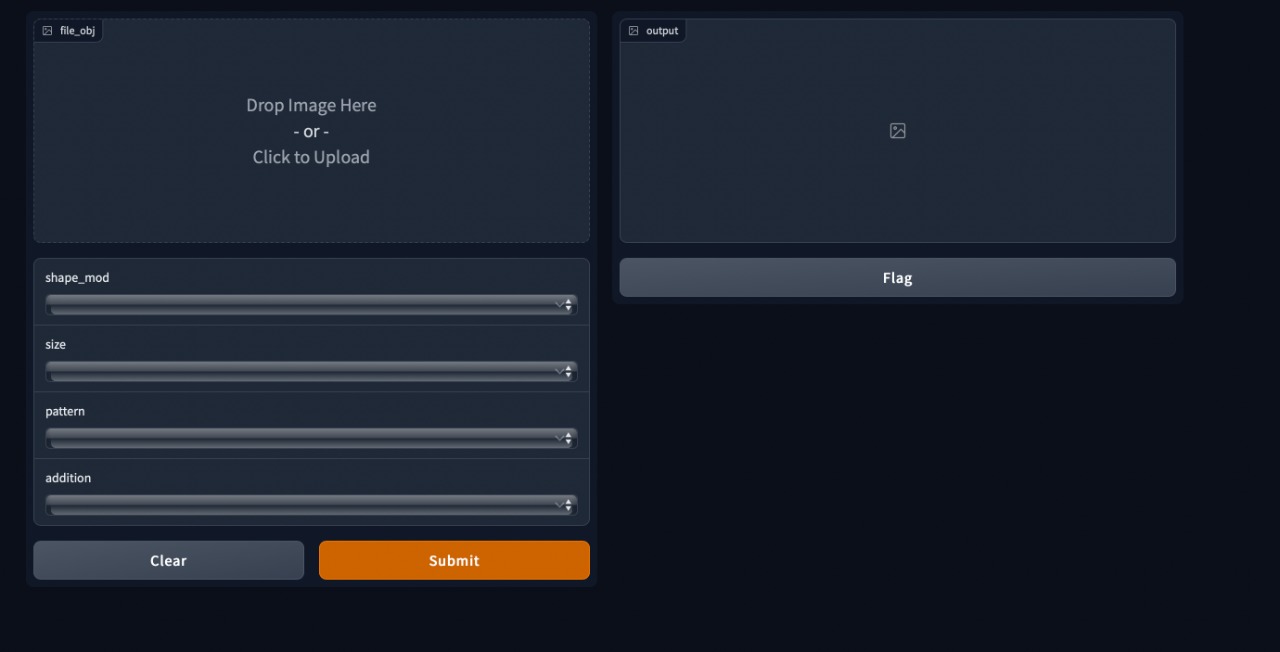 file_obj
Drop Image Here
- or -
Click to Upload
shape_mod
size
pattern
addition
Clear
Submit
output
Flag